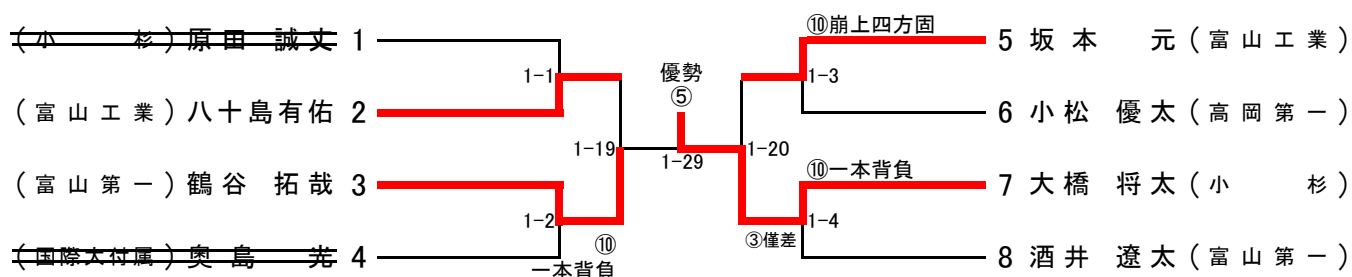 (小杉)原田 誠丈 1
1-1
(富山工業)八十島有佑 2
1-19
(富山第一)鶴谷 拓哉 3
1-2
⑩
一本背負
(国際大付属)奥島 光 4
優勢
⑤
1-29
⑩崩上四方固
5 坂本 元(富山工業)
1-3
6 小松 優太(高岡第一)
1-20
⑩一本背負
7 大橋 将太(小杉)
1-4
③僅差
8 酒井 遼太(富山第一)